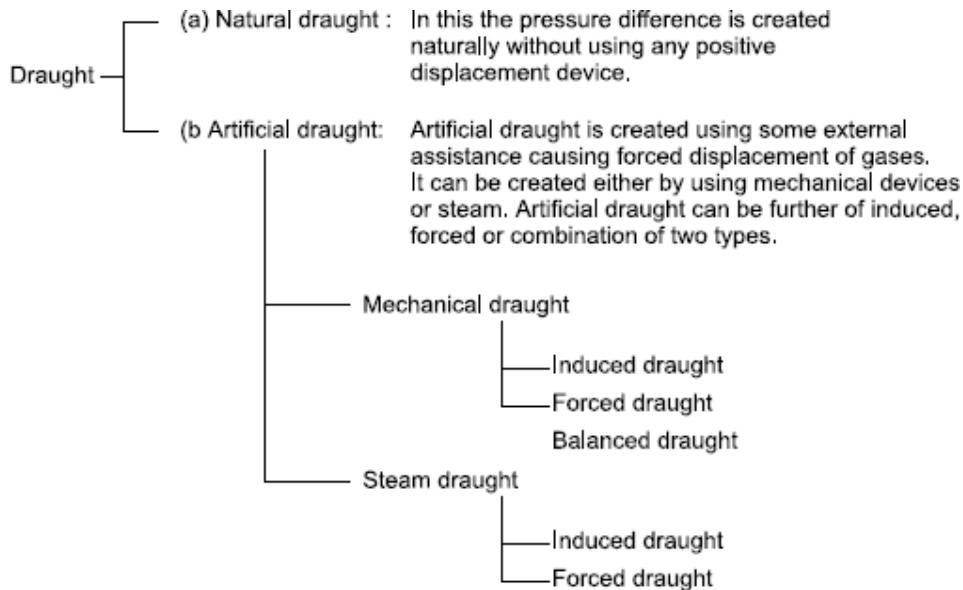 (a) Natural draught : In this the pressure difference is created
naturally without using any positive
displacement device.
Draught
(b Artificial draught: Artificial draught is created using some external
assistance causing forced displacement of gases.
It can be created either by using mechanical devices
or steam. Artificial draught can be further of induced,
forced or combination of two types.
Mechanical draught
Induced draught
Forced draught
Balanced draught
Steam draught
Induced draught
Forced draught